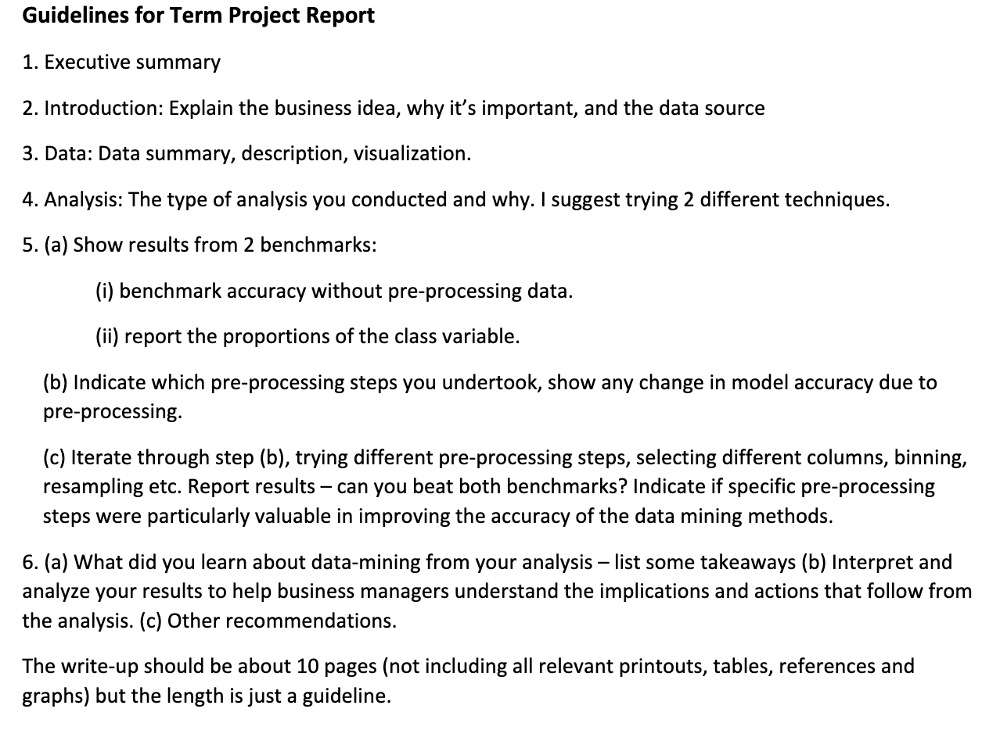 Guidelines for Term Project Report
1. Executive summary
2. Introduction: Explain the business idea, why it’s important, and the data source
3. Data: Data summary, description, visualization.
4. Analysis: The type of analysis you conducted and why. I suggest trying 2 different techniques.
5. (a) Show results from 2 benchmarks:
(i) benchmark accuracy without pre-processing data.
(ii) report the proportions of the class variable.
(b) Indicate which pre-processing steps you undertook, show any change in model accuracy due to
pre-processing.
(c) Iterate through step (b), trying different pre-processing steps, selecting different columns, binning,
resampling etc. Report results – can you beat both benchmarks? Indicate if specific pre-processing
steps were particularly valuable in improving the accuracy of the data mining methods.
6. (a) What did you learn about data-mining from your analysis – list some takeaways (b) Interpret and
analyze your results to help business managers understand the implications and actions that follow from
the analysis. (c) Other recommendations.
The write-up should be about 10 pages (not including all relevant printouts, tables, references and
graphs) but the length is just a guideline.